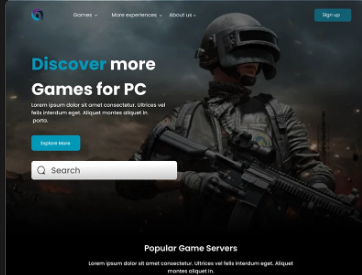 Games
More experiences
About us
Sign up
Discover more
Games for PC
Lorem ipsum dolor sit amet consectetur. Ultrices vel
felis interdum eget. Aliquet montes aliquet in
porta.
Explore More
Search
Popular Game Servers
Lorem ipsum dolor sit amet consectetur. Ultrices vel felis interdum eget. Aliquet
montes aliquet in.